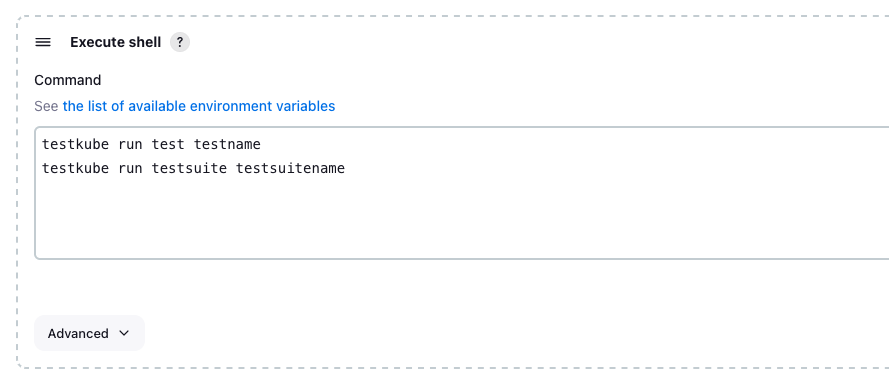 Execute shell ?
Command
See the list of available environment variables
testkube run test testname
testkube run testsuite testsuitename
Advanced